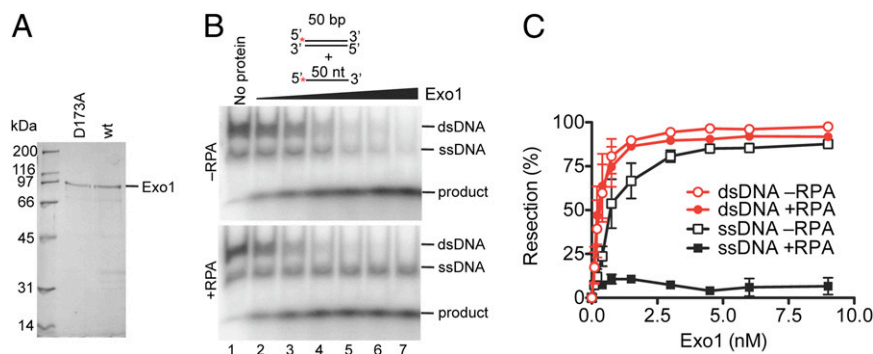 A
kDa
D173A
wt
200
116
97
66
45
31
14
Exo1
B
50 bp
5’ * 3’
3’ 5’
+
50 nt
5’ * 3’
No protein
Exo1
–RPA
dsDNA
ssDNA
product
+RPA
dsDNA
ssDNA
product
1 2 3 4 5 6 7
C
Resection (%)
100
75
50
25
0
0.0 2.5 5.0 7.5 10.0
Exo1 (nM)
dsDNA –RPA
dsDNA +RPA
ssDNA –RPA
ssDNA +RPA